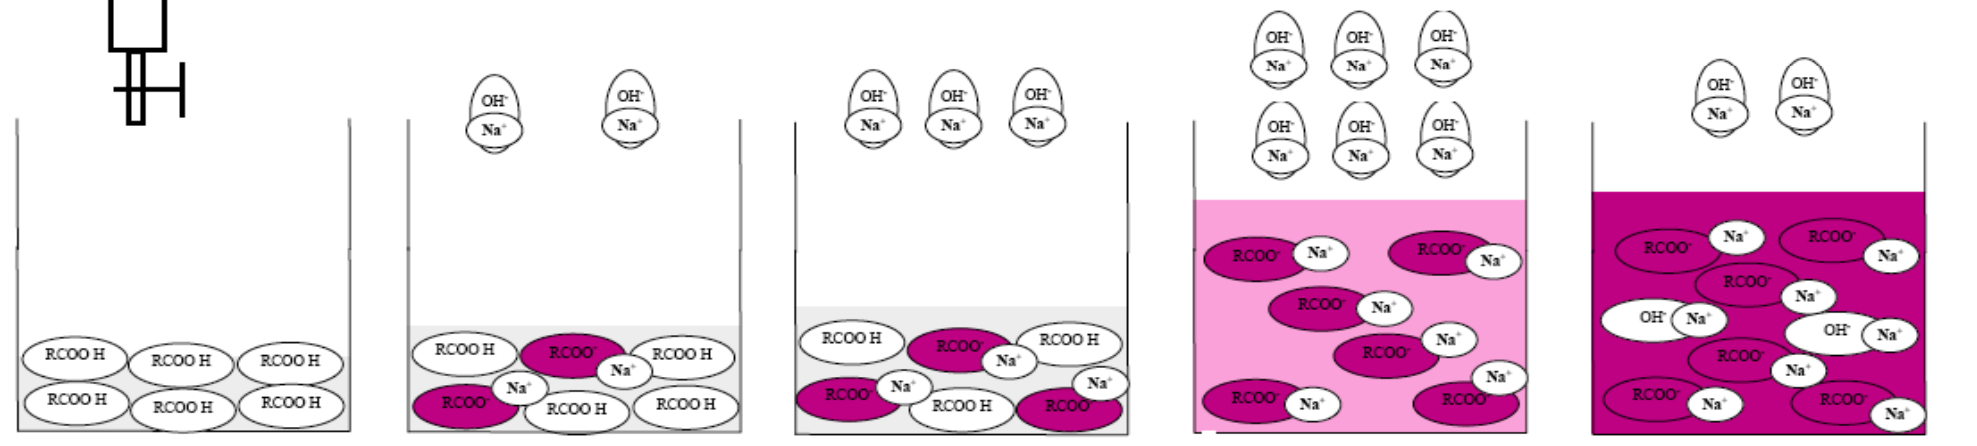 RCOO H RCOO H RCOO H
RCOO H RCOO H RCOO H
OH⁻ OH⁻
Na⁺ Na⁺
RCOO H RCOO⁻ RCOO H
Na⁺ Na⁺
RCOO⁻ RCOO H RCOO H
OH⁻ OH⁻ OH⁻
Na⁺ Na⁺ Na⁺
RCOO H RCOO⁻ RCOO H
Na⁺
RCOO⁻ Na⁺ RCOO H RCOO⁻ Na⁺
OH⁻ OH⁻ OH⁻
Na⁺ Na⁺ Na⁺
OH⁻ OH⁻ OH⁻
Na⁺ Na⁺ Na⁺
RCOO⁻ Na⁺ RCOO⁻ Na⁺
RCOO⁻ Na⁺
RCOO⁻ Na⁺
RCOO⁻ Na⁺ RCOO⁻ Na⁺
OH⁻ OH⁻
Na⁺ Na⁺
RCOO⁻ Na⁺ RCOO⁻ Na⁺
RCOO⁻ Na⁺
OH⁻ Na⁺ OH⁻ Na⁺
RCOO⁻ Na⁺
RCOO⁻ Na⁺ RCOO⁻ Na⁺